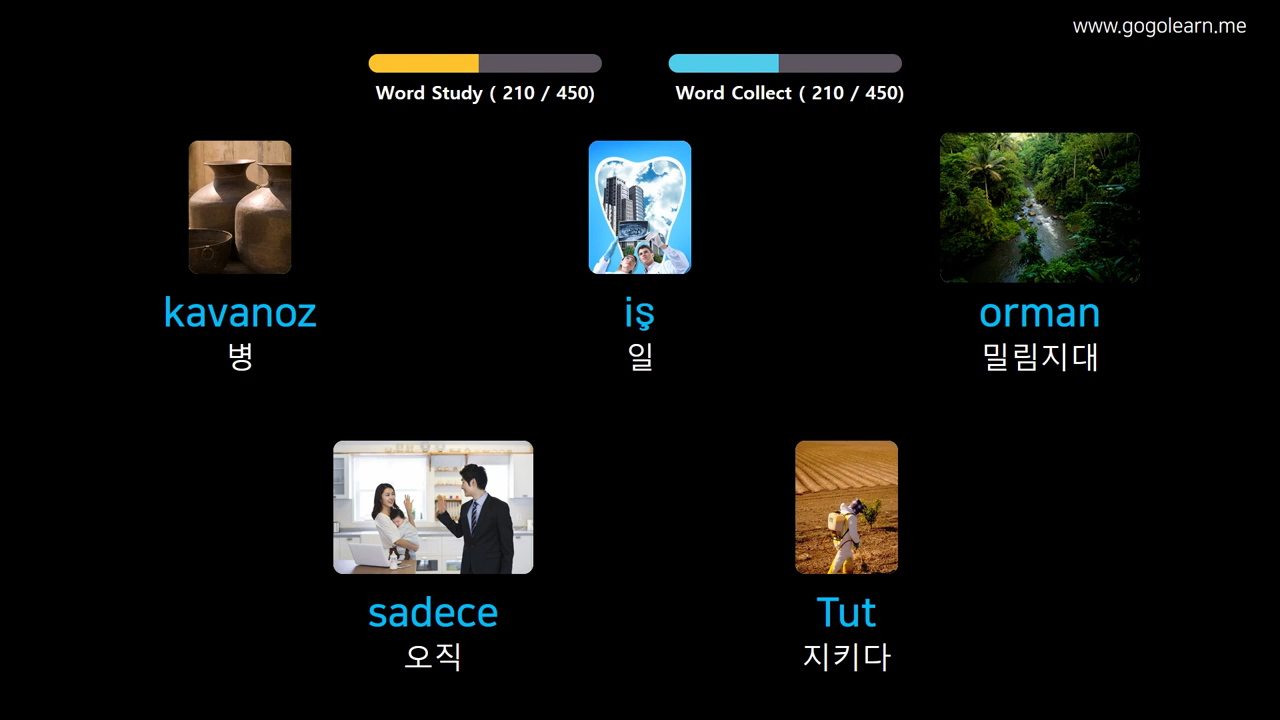 www.gogolearn.me
Word Study ( 210 / 450)
Word Collect ( 210 / 450)
kavanoz
병
iş
일
orman
밀림지대
sadece
오직
Tut
지키다